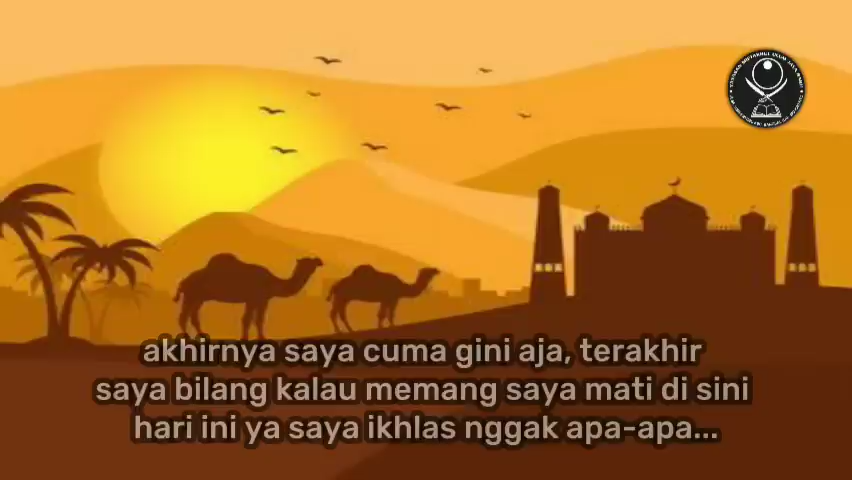 akhirnya saya cuma gini aja, terakhir
saya bilang kalau memang saya mati di sini
hari ini ya saya ikhlas nggak apa-apa...